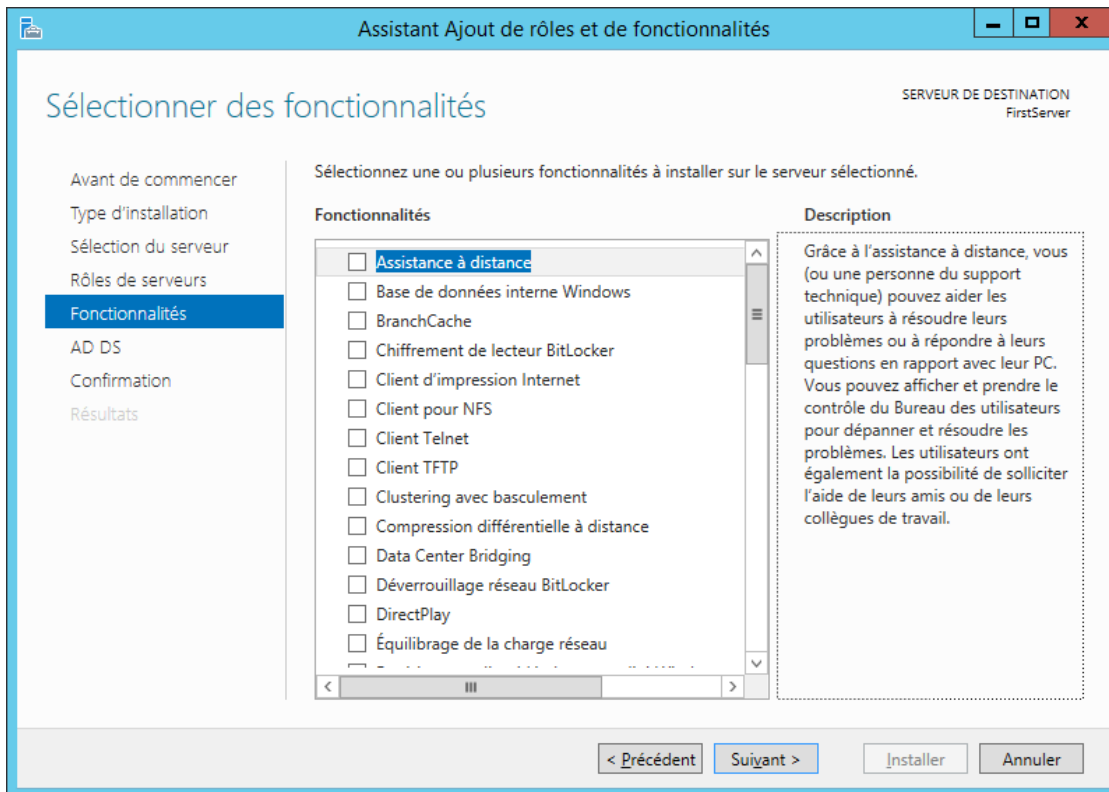 Assistant Ajout de rôles et de fonctionnalités
Sélectionner des fonctionnalités
SERVEUR DE DESTINATION
FirstServer
Avant de commencer
Type d'installation
Sélection du serveur
Rôles de serveurs
Fonctionnalités
AD DS
Confirmation
Résultats
Sélectionnez une ou plusieurs fonctionnalités à installer sur le serveur sélectionné.
Fonctionnalités
Assistance à distance
Base de données interne Windows
BranchCache
Chiffrement de lecteur BitLocker
Client d'impression Internet
Client pour NFS
Client Telnet
Client TFTP
Clustering avec basculement
Compression différentielle à distance
Data Center Bridging
Déverrouillage réseau BitLocker
DirectPlay
Équilibrage de la charge réseau
Description
Grâce à l'assistance à distance, vous
(ou une personne du support
technique) pouvez aider les
utilisateurs à résoudre leurs
problèmes ou à répondre à leurs
questions en rapport avec leur PC.
Vous pouvez afficher et prendre le
contrôle du Bureau des utilisateurs
pour dépanner et résoudre les
problèmes. Les utilisateurs ont
également la possibilité de solliciter
l'aide de leurs amis ou de leurs
collègues de travail.
< Précédent
Suivant >
Installer
Annuler